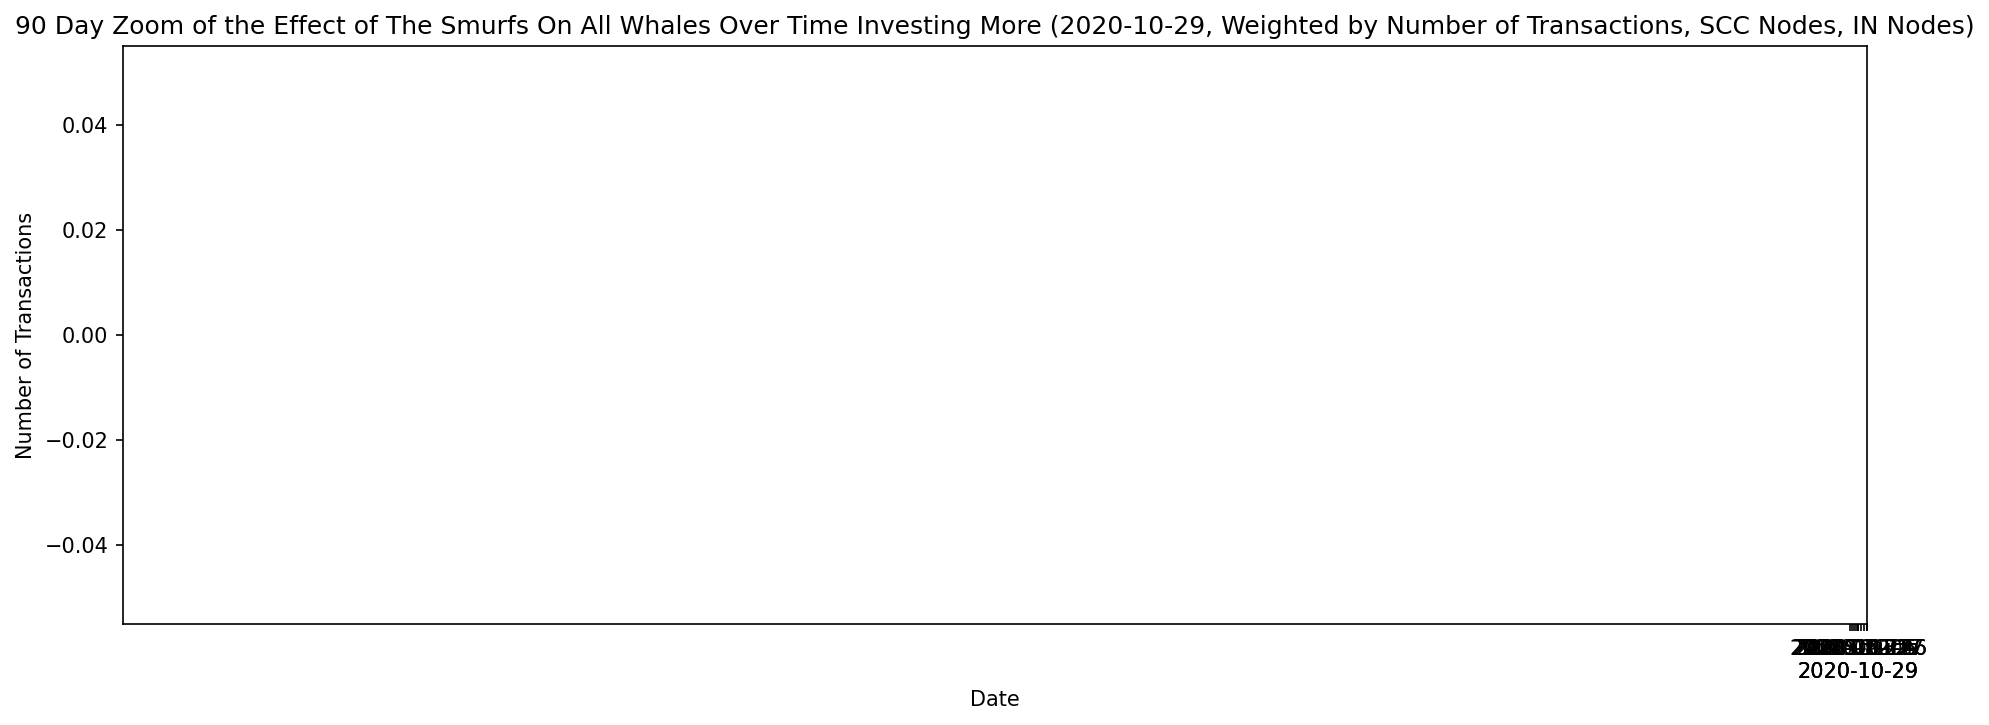 90 Day Zoom of the Effect of The Smurfs On All Whales Over Time Investing More (2020-10-29, Weighted by Number of Transactions, SCC Nodes, IN Nodes)
Number of Transactions
0.04
0.02
0.00
−0.02
−0.04
2020-10-29
Date